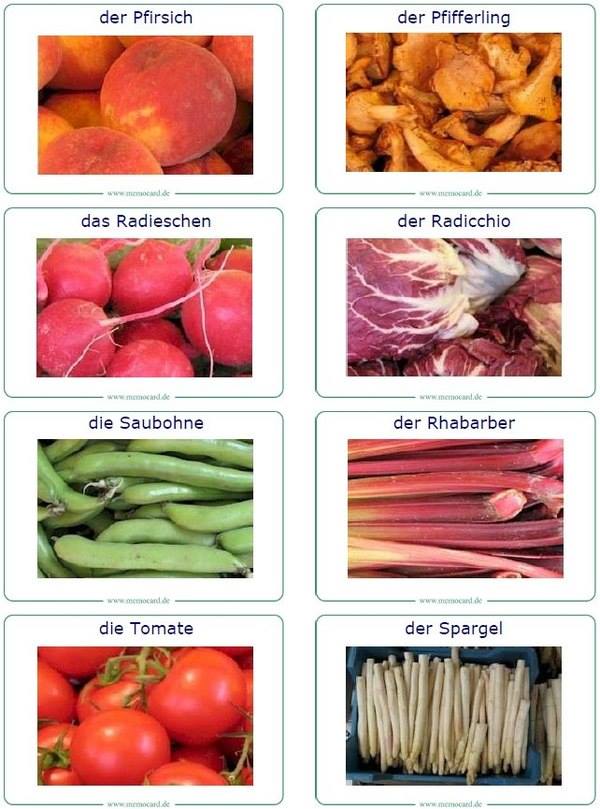 der Pfirsich
www.memocard.de
der Pfifferling
www.memocard.de
das Radieschen
www.memocard.de
der Radicchio
www.memocard.de
die Saubohne
www.memocard.de
der Rhabarber
www.memocard.de
die Tomate
www.memocard.de
der Spargel
www.memocard.de